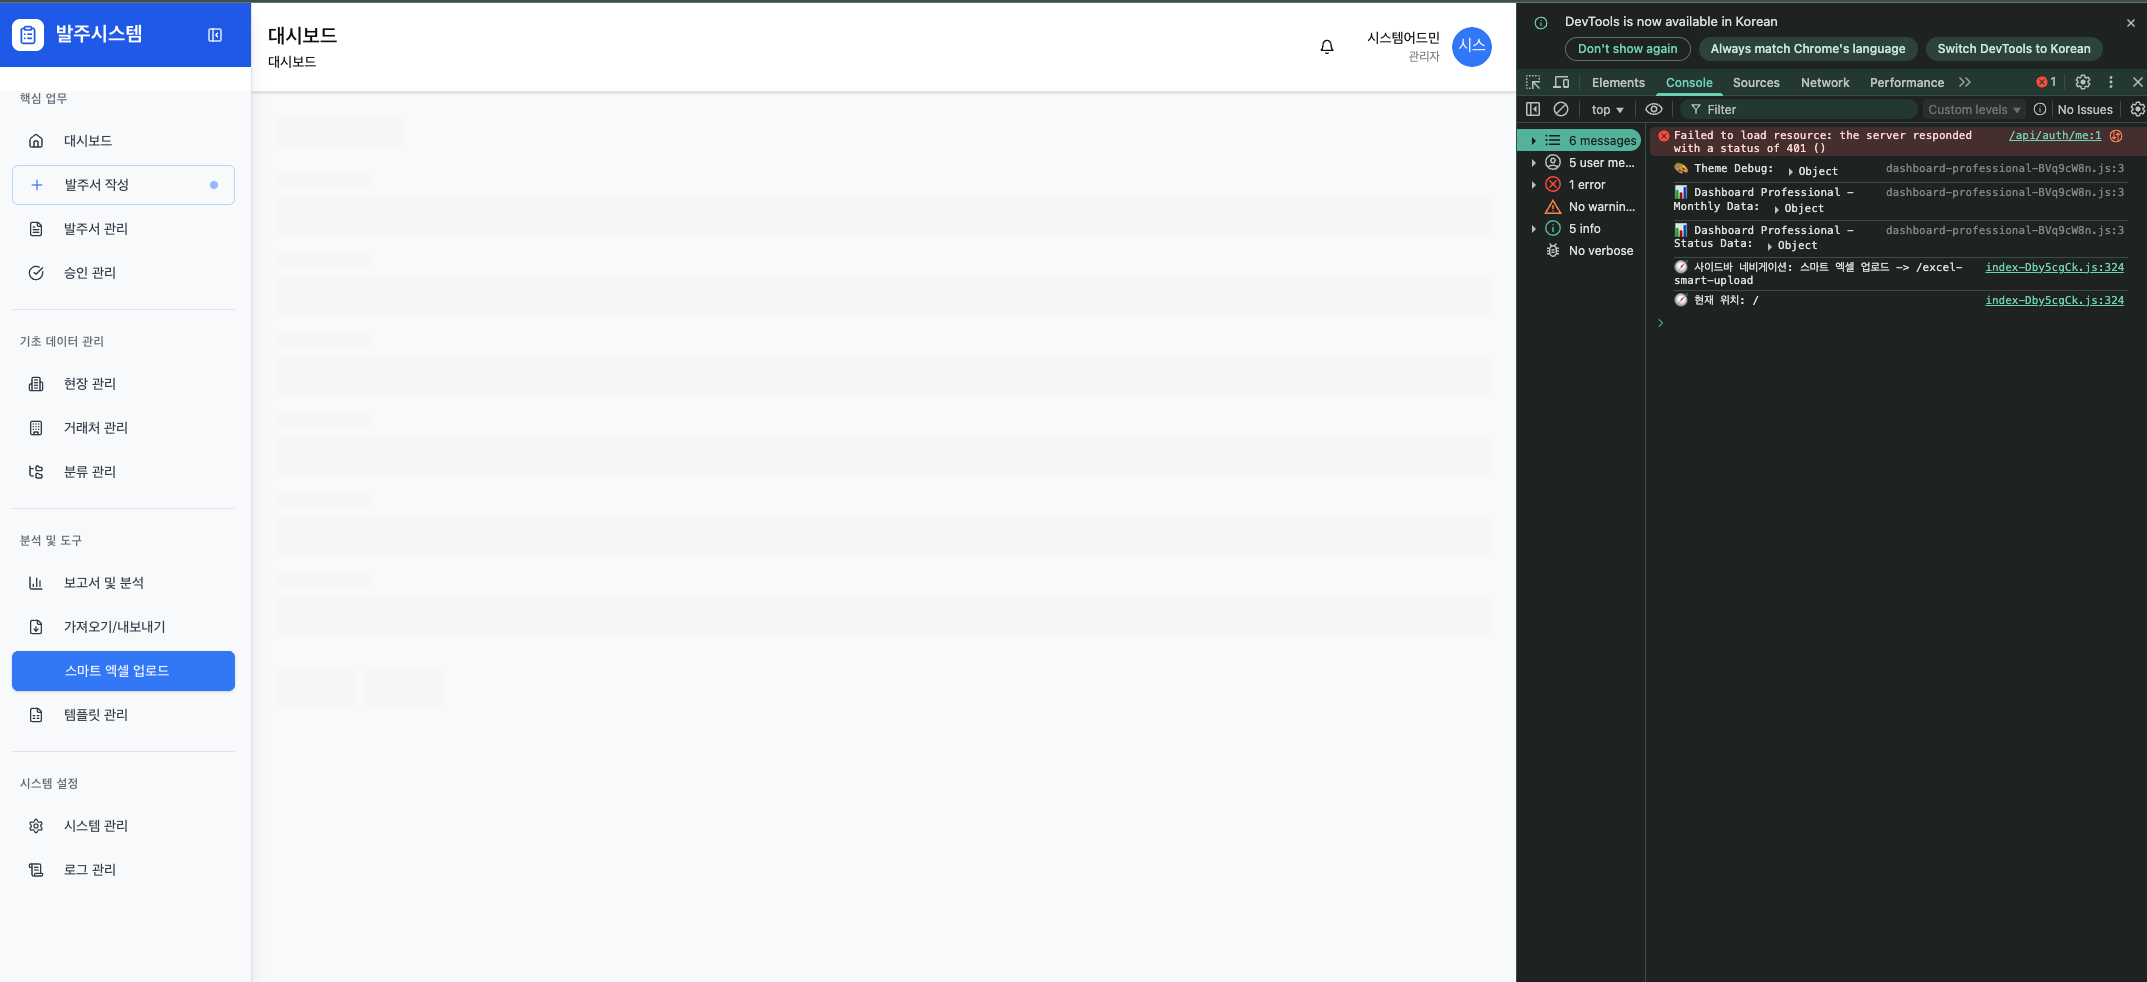 발주시스템
대시보드
대시보드
시스템어드민
관리자
시스
핵심 업무
대시보드
발주서 작성
발주서 관리
승인 관리
기초 데이터 관리
현장 관리
거래처 관리
분류 관리
분석 및 도구
보고서 및 분석
가져오기/내보내기
스마트 엑셀 업로드
템플릿 관리
시스템 설정
시스템 관리
로그 관리
DevTools is now available in Korean
Don't show again
Always match Chrome's language
Switch DevTools to Korean
Elements
Console
Sources
Network
Performance
1
top
Filter
Custom levels
No Issues
6 messages
5 user me...
1 error
No warnin...
5 info
No verbose
Failed to load resource: the server responded /api/auth/me:1
with a status of 401 ()
🎨 Theme Debug: Object dashboard-professional-BVq9cW8n.js:3
📊 Dashboard Professional - dashboard-professional-BVq9cW8n.js:3
Monthly Data: Object
📊 Dashboard Professional - dashboard-professional-BVq9cW8n.js:3
Status Data: Object
🧭 사이드바 네비게이션: 스마트 엑셀 업로드 -> /excel- index-Dby5cgCk.js:324
smart-upload
🧭 현재 위치: / index-Dby5cgCk.js:324